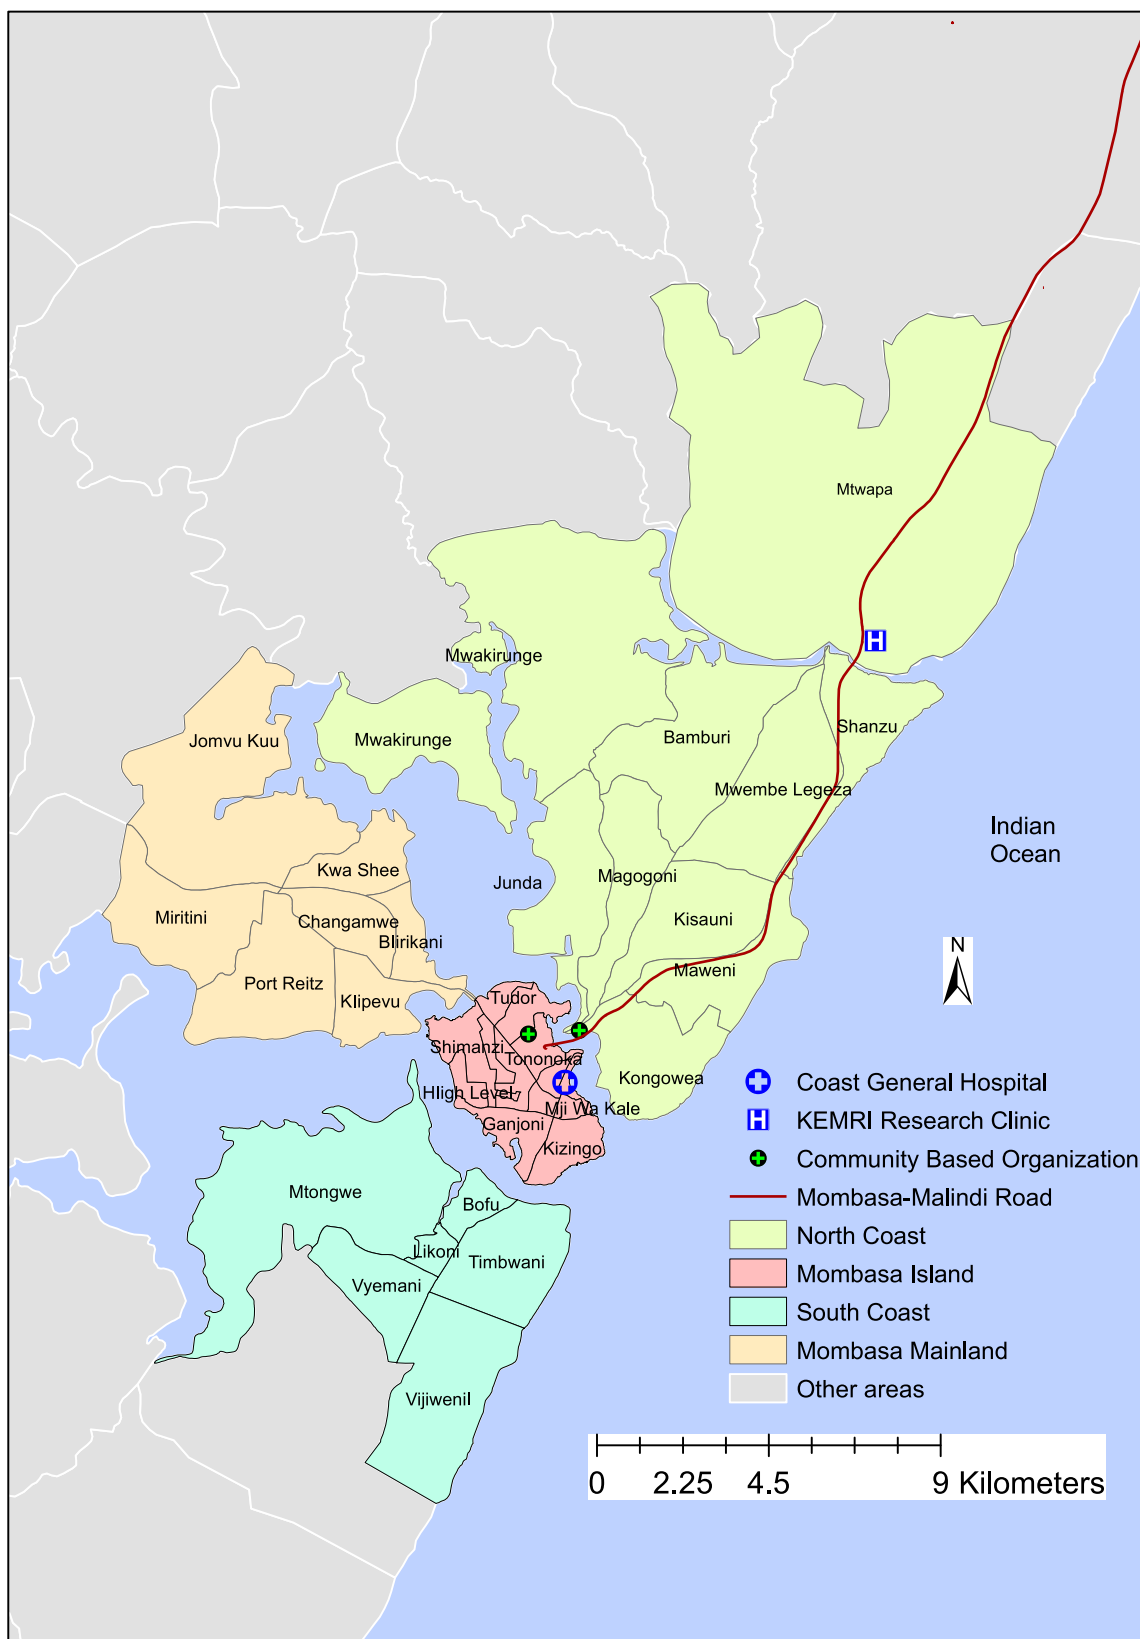 Mtwapa
Mwakirunge
Shanzu
Jomvu Kuu
Mwakirunge
Bamburi
Mwembe Legeza
Indian
Ocean
Kwa Shee
Junda
Magogoni
Miritini
Changamwe
Kisauni
Blirikani
N
Port Reitz
Maweni
Klipevu
Tudor
Shimanzi
Tononoka
Kongowea
HIigh Level
Mji Wa Kale
Ganjoni
Kizingo
Mtongwe
Bofu
Likoni
Timbwani
Vyemani
Vijiwenil
Coast General Hospital
H KEMRI Research Clinic
Community Based Organization
Mombasa-Malindi Road
North Coast
Mombasa Island
South Coast
Mombasa Mainland
Other areas
0 2.25 4.5 9 Kilometers
H